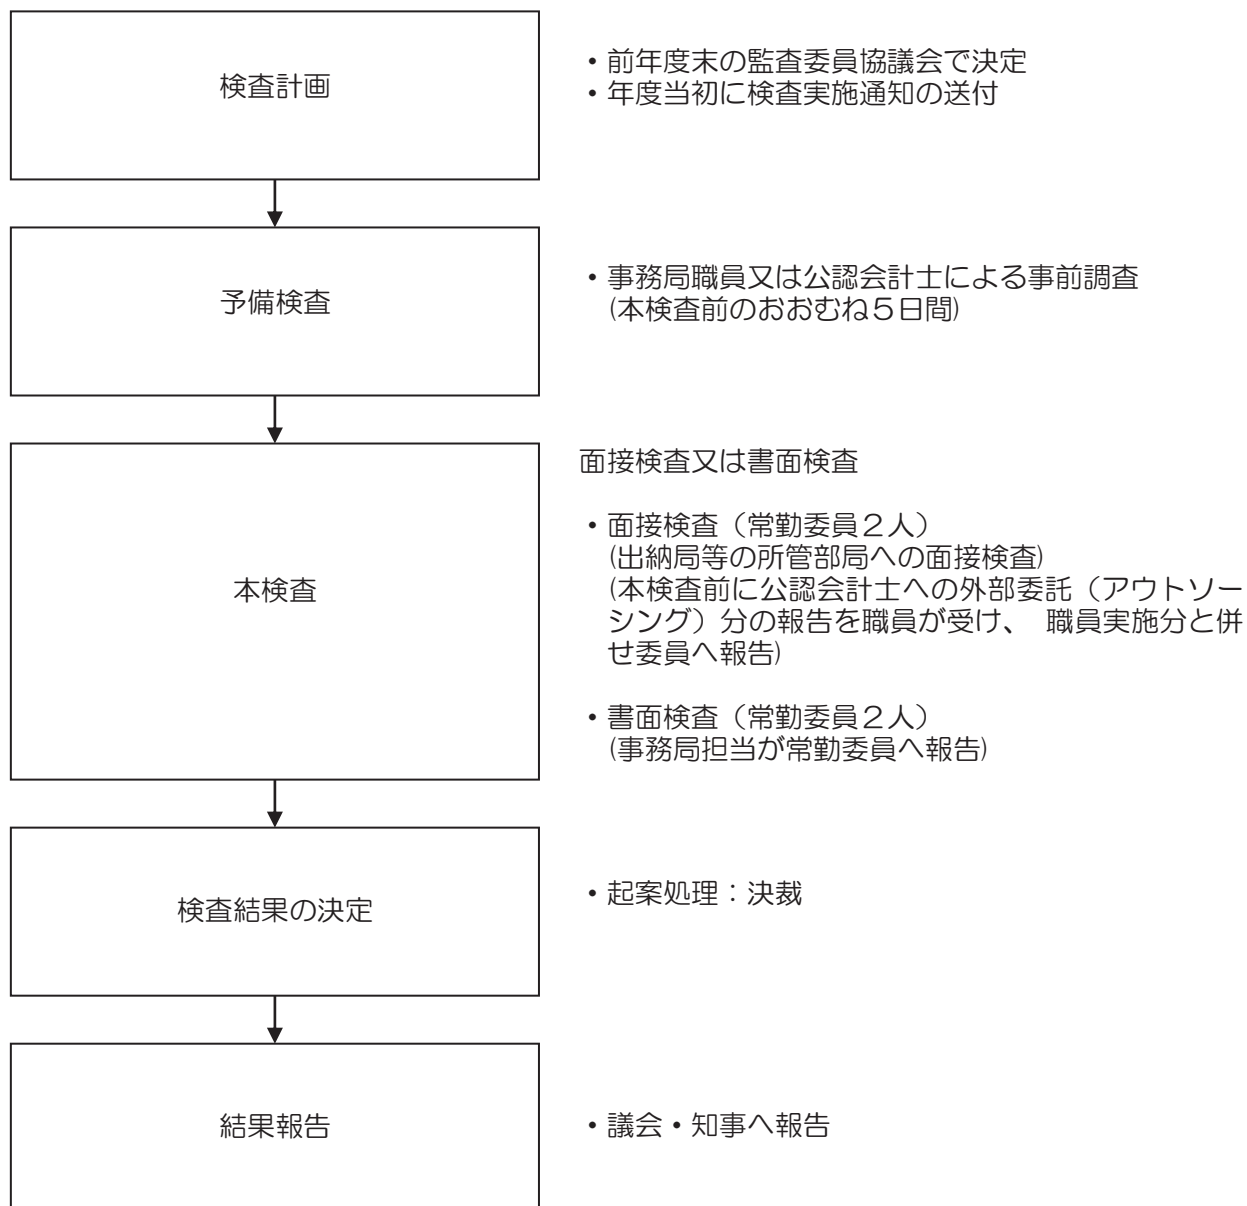 検査計画
・前年度末の監査委員協議会で決定
・年度当初に検査実施通知の送付
予備検査
・事務局職員又は公認会計士による事前調査
(本検査前のおおむね５日間)
本検査
面接検査又は書面検査
・面接検査（常勤委員２人）
(出納局等の所管部局への面接検査)
(本検査前に公認会計士への外部委託（アウトソー
シング）分の報告を職員が受け、 職員実施分と併
せ委員へ報告)
・書面検査（常勤委員２人）
(事務局担当が常勤委員へ報告)
検査結果の決定
・起案処理：決裁
結果報告
・議会・知事へ報告